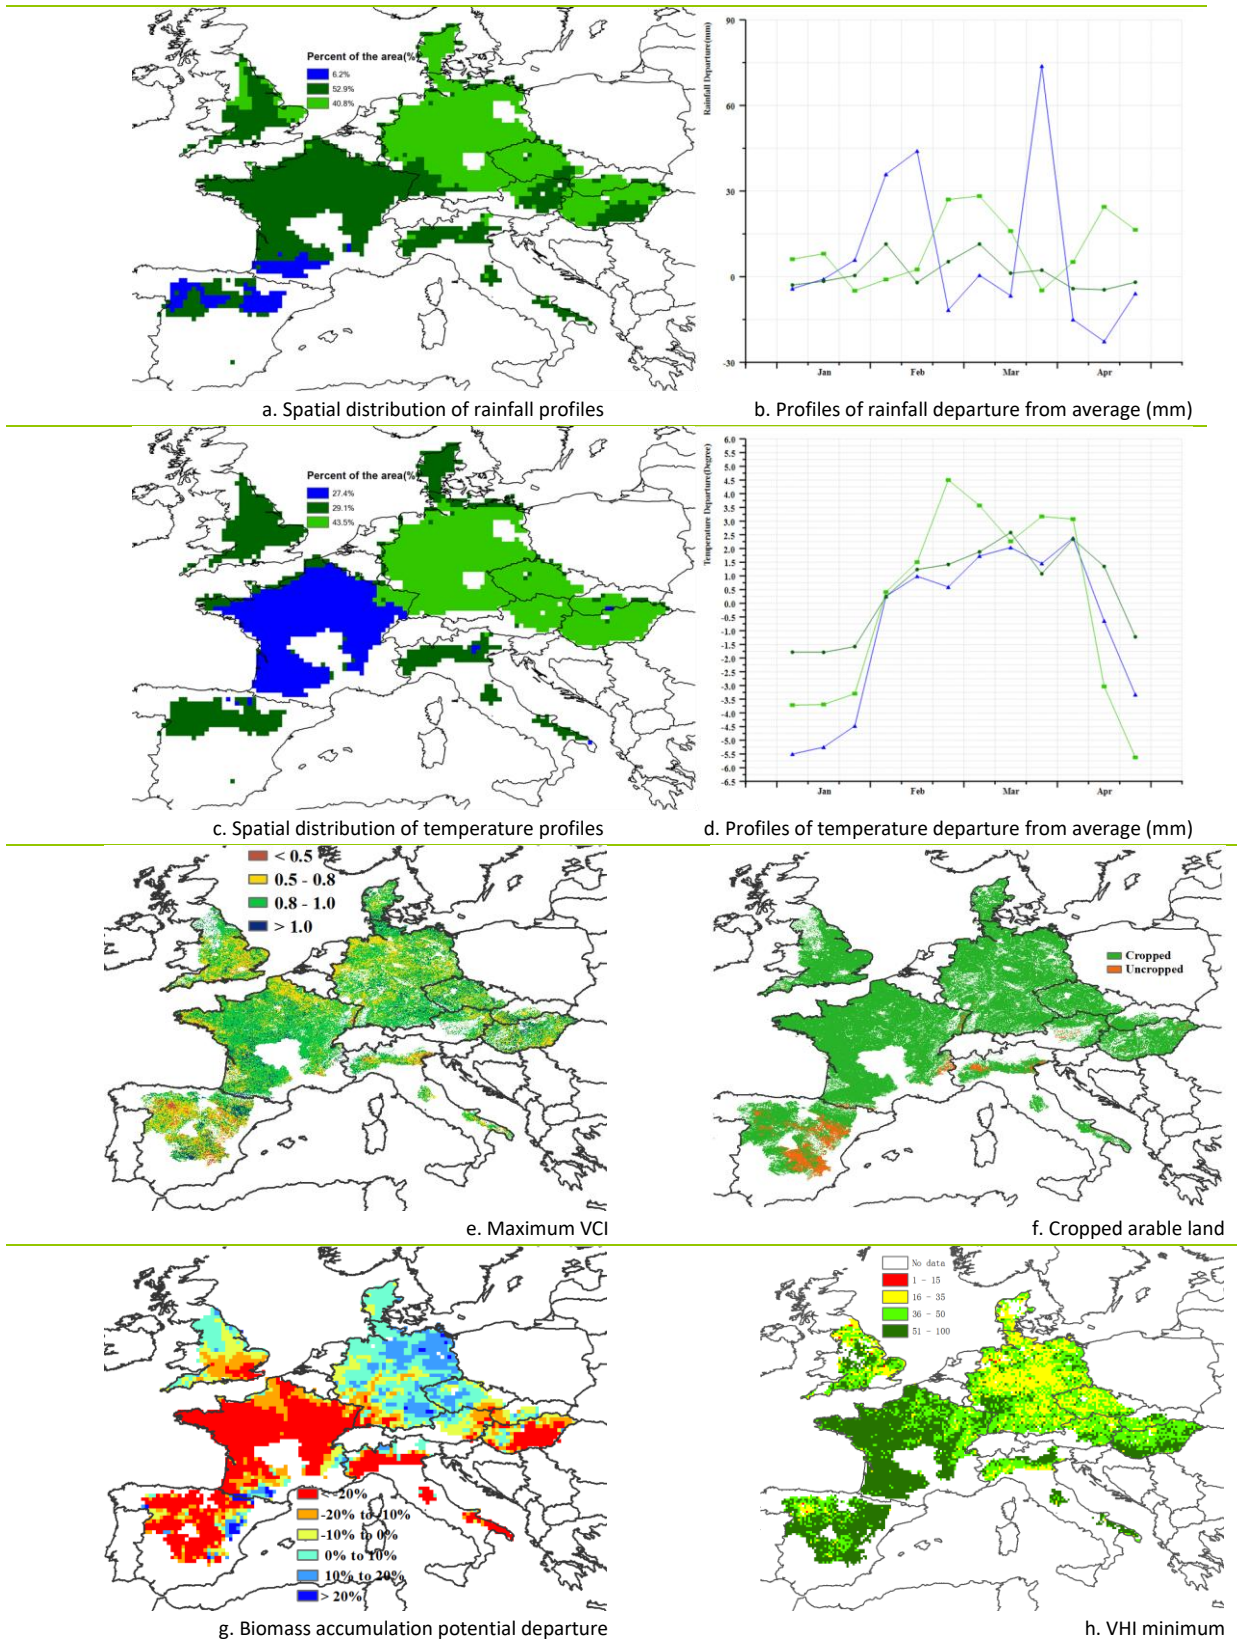 Percent of the area(%)
6.2%
52.9%
40.8%
90
60
30
0
-30
Rainfall Departure(mm)
Jan
Feb
Mar
Apr
a. Spatial distribution of rainfall profiles
b. Profiles of rainfall departure from average (mm)
Percent of the area(%)
27.4%
29.1%
43.5%
6.0
5.5
5.0
4.5
4.0
3.5
3.0
2.5
2.0
1.5
1.0
0.5
0.0
-0.5
-1.0
-1.5
-2.0
-2.5
-3.0
-3.5
-4.0
-4.5
-5.0
-5.5
-6.0
-6.5
Temperature Departure(Degree)
Jan
Feb
Mar
Apr
c. Spatial distribution of temperature profiles
d. Profiles of temperature departure from average (mm)
< 0.5
0.5 - 0.8
0.8 - 1.0
> 1.0
Cropped
Uncropped
e. Maximum VCI
f. Cropped arable land
-20%
-20% to -10%
-10% to 0%
0% to 10%
10% to 20%
> 20%
No data
1 - 15
16 - 35
36 - 50
51 - 100
g. Biomass accumulation potential departure
h. VHI minimum